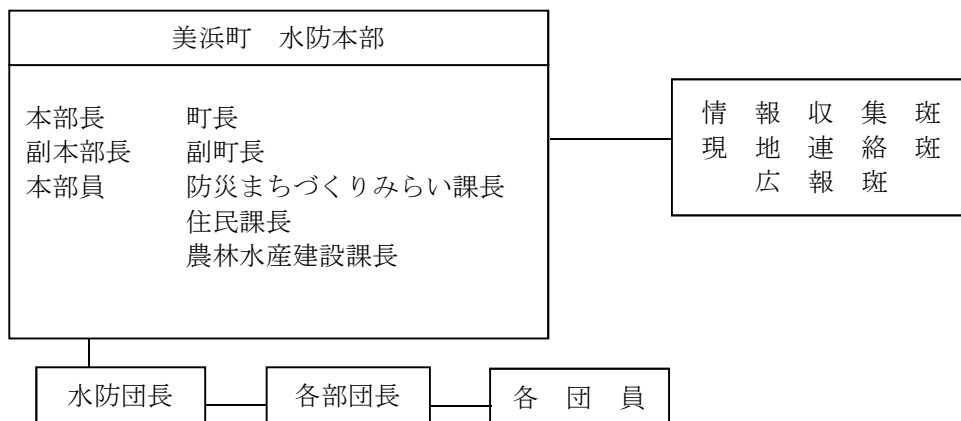 美浜町　水防本部
本部長　町長
副本部長　副町長
本部員　防災まちづくりみらい課長
住民課長
農林水産建設課長
情報収集斑
現地連絡斑
広報斑
水防団長　各部団長　各団員